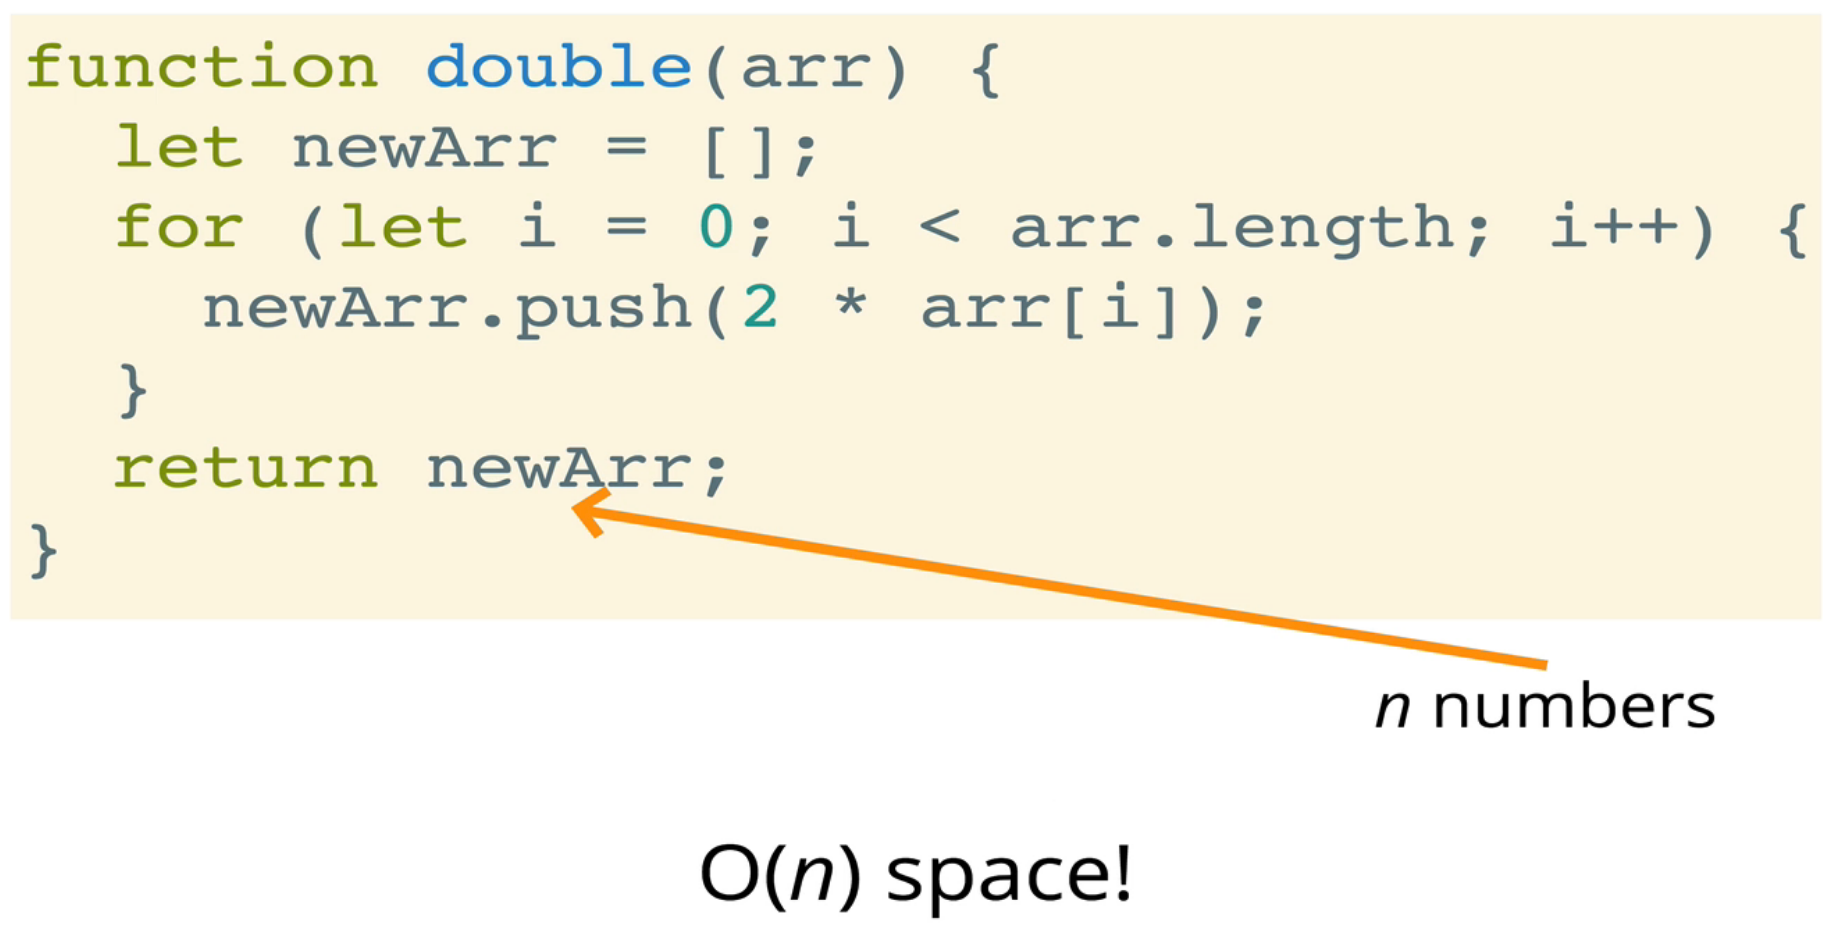 function double(arr) {
  let newArr = [];
  for (let i = 0; i < arr.length; i++) {
    newArr.push(2 * arr[i]);
  }
  return newArr;
}
n numbers
O(n) space!